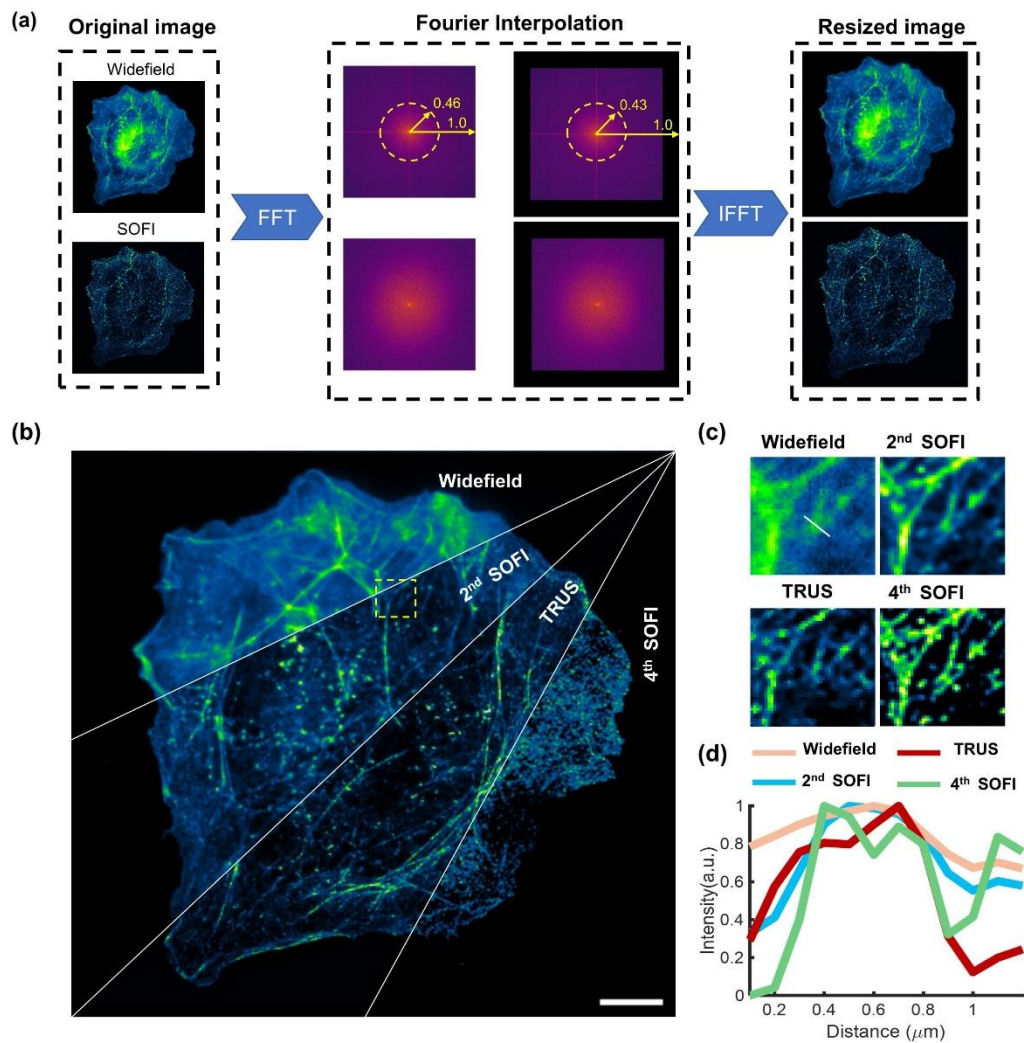 (a)
Original image
Fourier Interpolation
Resized image
Widefield
SOFI
0.46
1.0
0.43
1.0
FFT
IFFT
(b)
Widefield
2nd SOFI
TRUS
4th SOFI
(c)
Widefield
2nd SOFI
TRUS
4th SOFI
(d)
Widefield
TRUS
2nd SOFI
4th SOFI
Intensity(a.u.)
1
0.8
0.6
0.4
0.2
0
0.2
0.4
0.6
0.8
1
Distance (μm)